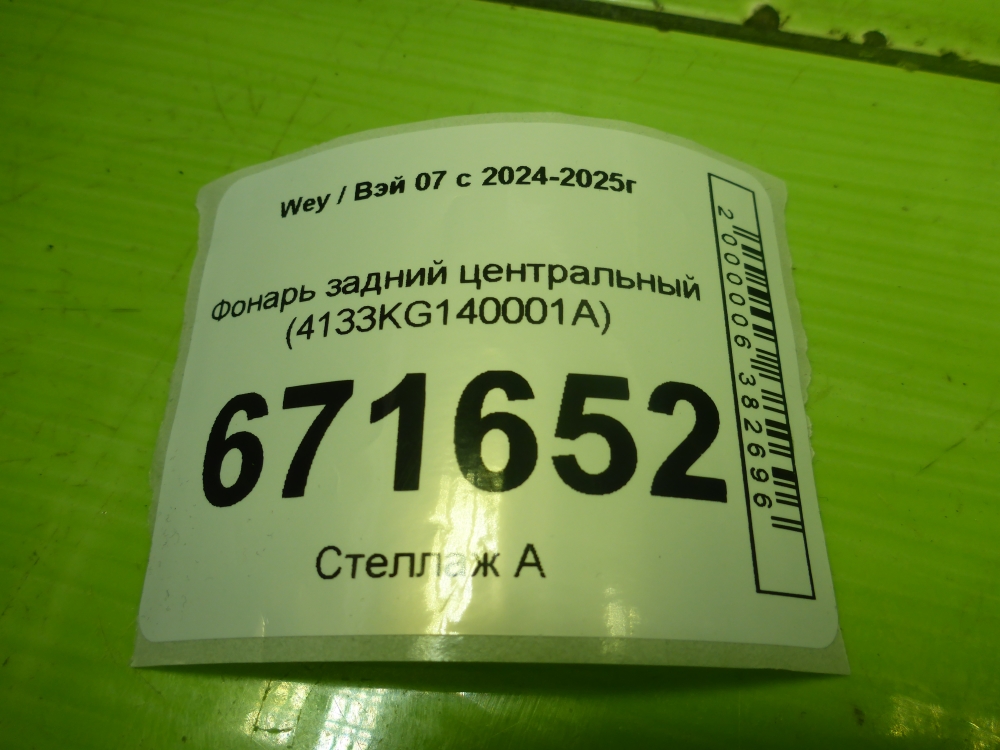 Wey / Вэй 07 с 2024-2025г
Фонарь задний центральный
(4133KG140001A)
671652
Стеллаж А
2000006382696